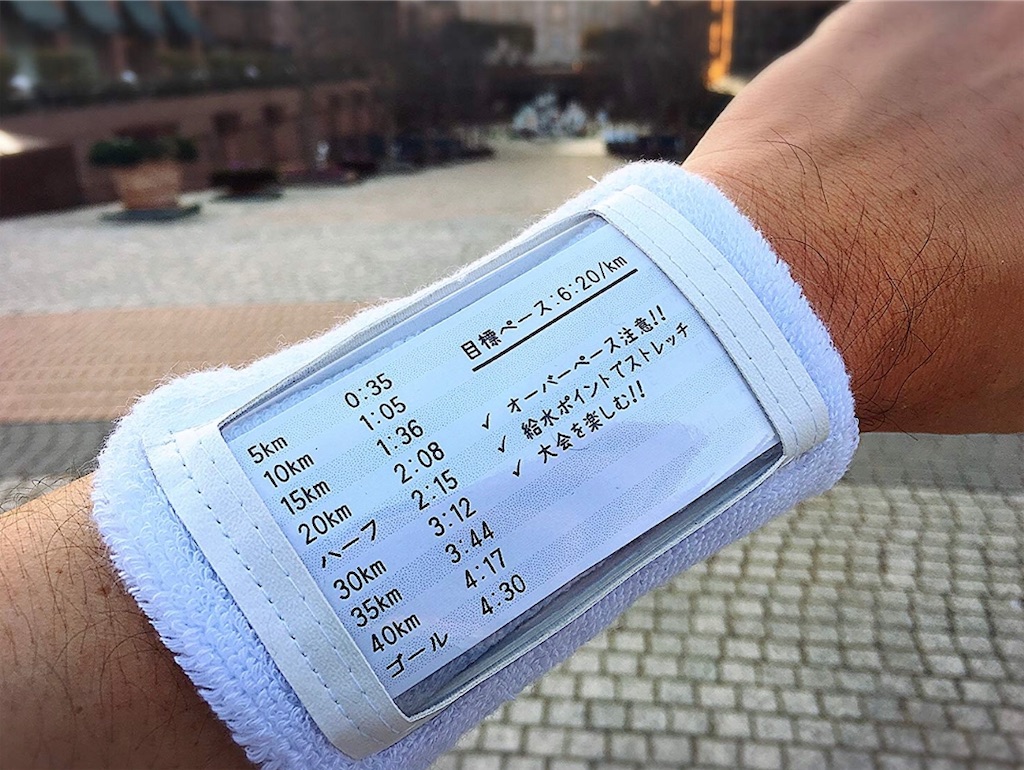 目標ペース:6:20/km
5km 0:35
10km 1:05
15km 1:36
20km 2:08
ハーフ 2:15
30km 3:12
35km 3:44
40km 4:17
ゴール 4:30
✓ オーバーペース注意!!
✓ 給水ポイントでストレッチ
✓ 大会を楽しむ!!